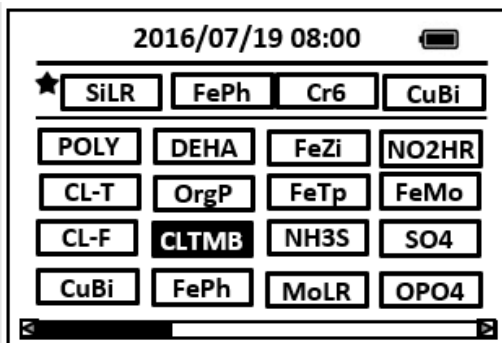 2016/07/19 08:00
SiLR FePh Cr6 CuBi
POLY DEHA FeZi NO2HR
CL-T OrgP FeTp FeMo
CL-F CLTMB NH3S SO4
CuBi FePh MoLR OPO4